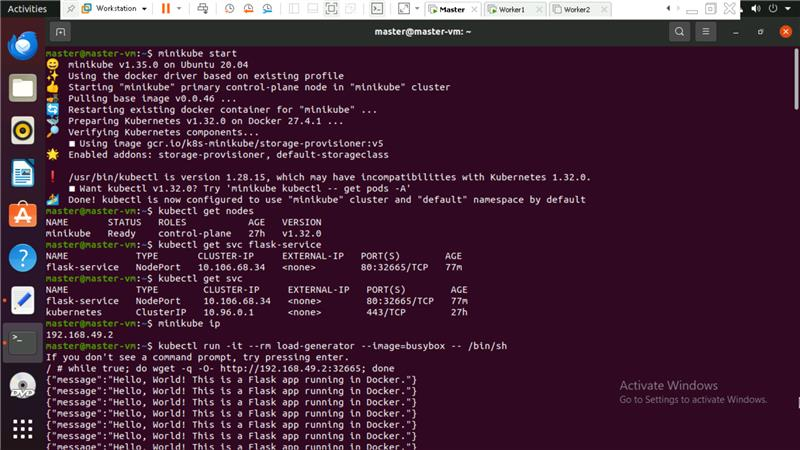 Activities
Workstation
Master
Worker1
Worker2
master@master-vm: ~
master@master-vm:~$ minikube start
minikube v1.35.0 on Ubuntu 20.04
Using the docker driver based on existing profile
Starting "minikube" primary control-plane node in "minikube" cluster
Pulling base image v0.0.46 ...
Restarting existing docker container for "minikube" ...
Preparing Kubernetes v1.32.0 on Docker 27.4.1 ...
Verifying Kubernetes components...
■ Using image gcr.io/k8s-minikube/storage-provisioner:v5
Enabled addons: storage-provisioner, default-storageclass
/usr/bin/kubectl is version 1.28.15, which may have incompatibilities with Kubernetes 1.32.0.
■ Want kubectl v1.32.0? Try 'minikube kubectl -- get pods -A'
Done! kubectl is now configured to use "minikube" cluster and "default" namespace by default
master@master-vm:~$ kubectl get nodes
NAME STATUS ROLES AGE VERSION
minikube Ready control-plane 27h v1.32.0
master@master-vm:~$ kubectl get svc flask-service
NAME TYPE CLUSTER-IP EXTERNAL-IP PORT(S) AGE
flask-service NodePort 10.106.68.34 <none> 80:32665/TCP 77m
master@master-vm:~$ kubectl get svc
NAME TYPE CLUSTER-IP EXTERNAL-IP PORT(S) AGE
flask-service NodePort 10.106.68.34 <none> 80:32665/TCP 77m
kubernetes ClusterIP 10.96.0.1 <none> 443/TCP 27h
master@master-vm:~$ minikube ip
192.168.49.2
master@master-vm:~$ kubectl run -it --rm load-generator --image=busybox -- /bin/sh
If you don't see a command prompt, try pressing enter.
/ # while true; do wget -q -O- http://192.168.49.2:32665; done
{"message":"Hello, World! This is a Flask app running in Docker."}
{"message":"Hello, World! This is a Flask app running in Docker."}
{"message":"Hello, World! This is a Flask app running in Docker."}
{"message":"Hello, World! This is a Flask app running in Docker."}
{"message":"Hello, World! This is a Flask app running in Docker."}
{"message":"Hello, World! This is a Flask app running in Docker."}
{"message":"Hello, World! This is a Flask app running in Docker."}
Activate Windows
Go to Settings to activate Windows.
DVD